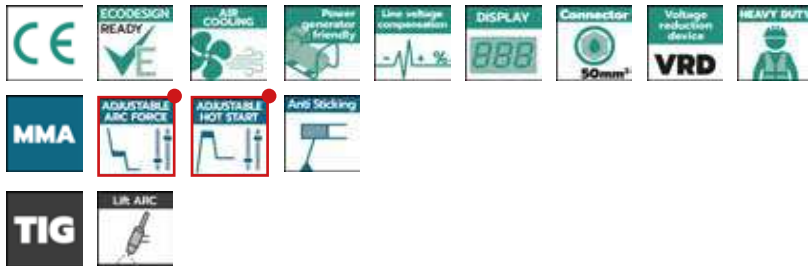 CE
ECODESIGN
READY
E
AIR
COOLING
Power
generator
friendly
Line voltage
compensation
- + %
DISPLAY
888
Connector
50mm²
Voltage
reduction
device
VRD
HEAVY DUTY
MMA
ADJUSTABLE
ARC FORCE
ADJUSTABLE
HOT START
Anti Sticking
TIG
Lift ARC